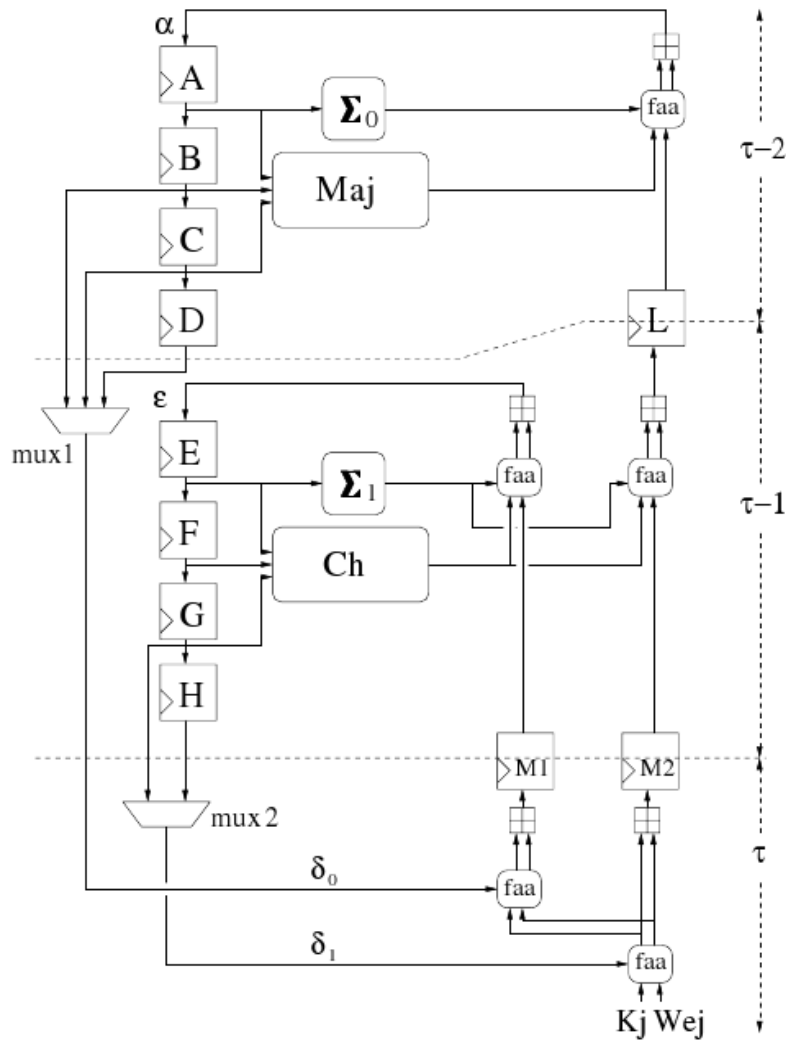 α
A
Σ0
faa
τ–2
B
Maj
C
D
L
ε
mux1
E
Σ1
faa
faa
τ–1
F
Ch
G
H
M1
M2
mux 2
τ
δ0
faa
δ1
faa
Kj Wej